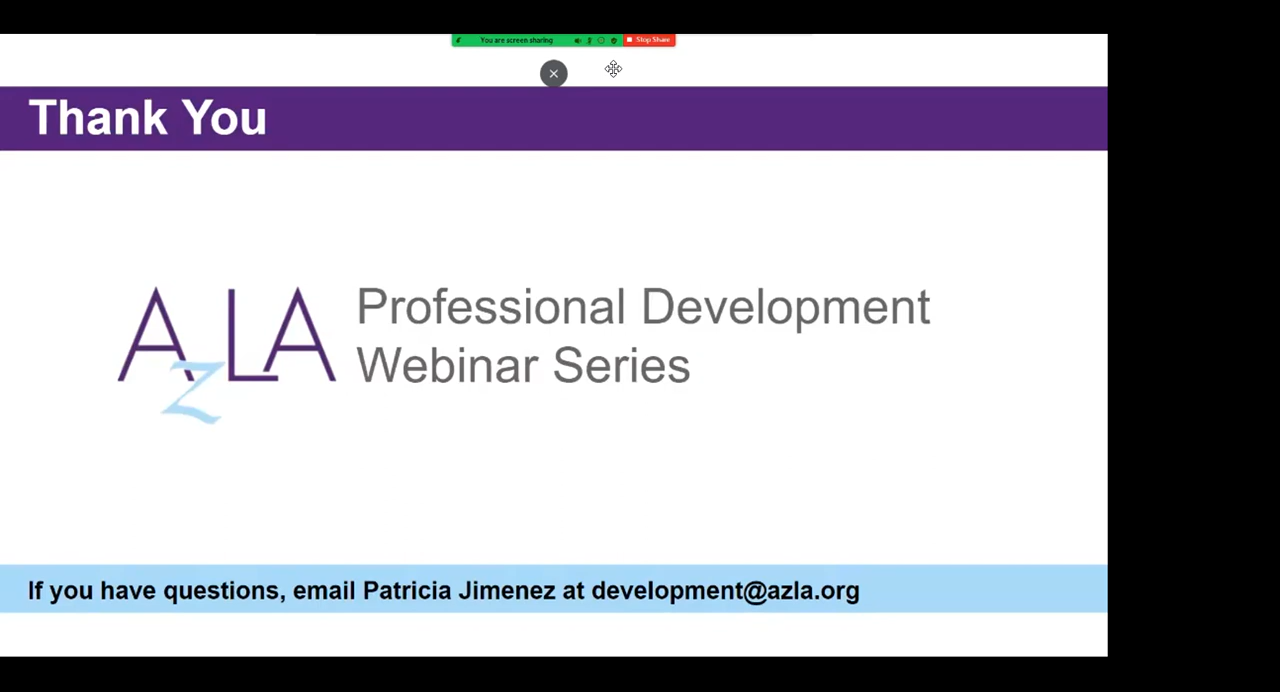 You are screen sharing
Stop Share
Thank You
AzLA
Professional Development
Webinar Series
If you have questions, email Patricia Jimenez at development@azla.org